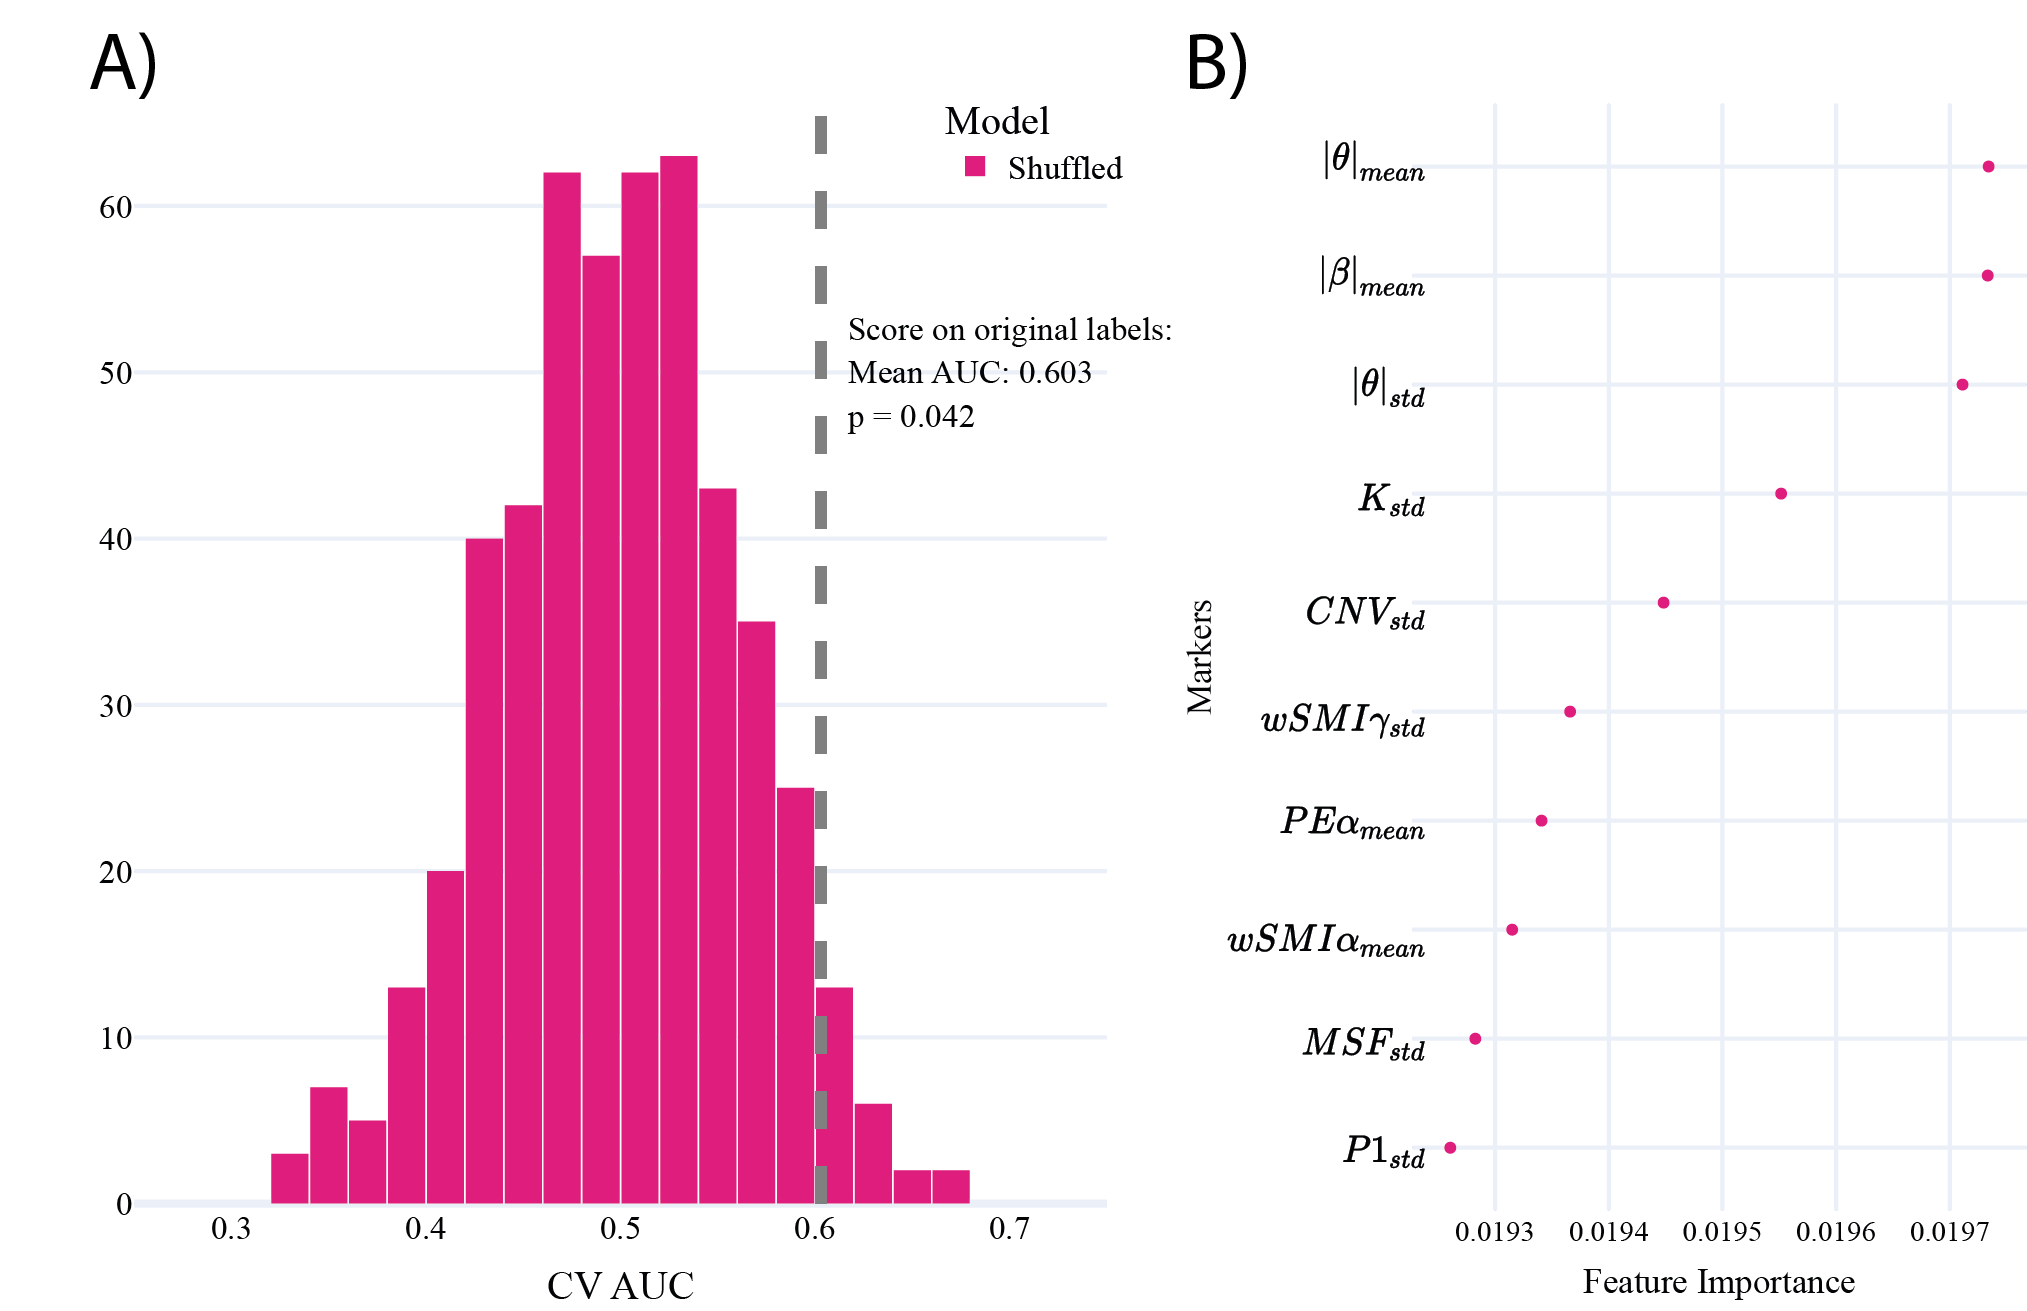 A)
Model
Shuffled
Score on original labels:
Mean AUC: 0.603
p = 0.042
60
50
40
30
20
10
0
0.3 0.4 0.5 0.6 0.7
CV AUC
B)
Markers
|θ|mean
|β|mean
|θ|std
Kstd
CNVstd
wSMIγstd
PEαmean
wSMIαmean
MSFstd
P1std
0.0193 0.0194 0.0195 0.0196 0.0197
Feature Importance